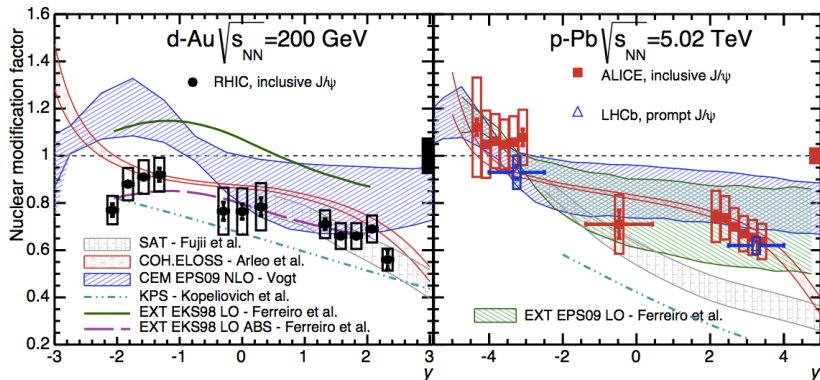 Nuclear modification factor
1.6
1.4
1.2
1
0.8
0.6
0.4
0.2
d-Au√s_NN=200 GeV
RHIC, inclusive J/ψ
SAT - Fujii et al.
COH.ELOSS - Arleo et al.
CEM EPS09 NLO - Vogt
KPS - Kopeliovich et al.
EXT EKS98 LO - Ferreiro et al.
EXT EKS98 LO ABS - Ferreiro et al.
-3 -2 -1 0 1 2 3
y
p-Pb√s_NN=5.02 TeV
ALICE, inclusive J/ψ
LHCb, prompt J/ψ
EXT EPS09 LO - Ferreiro et al.
-4 -2 0 2 4
y